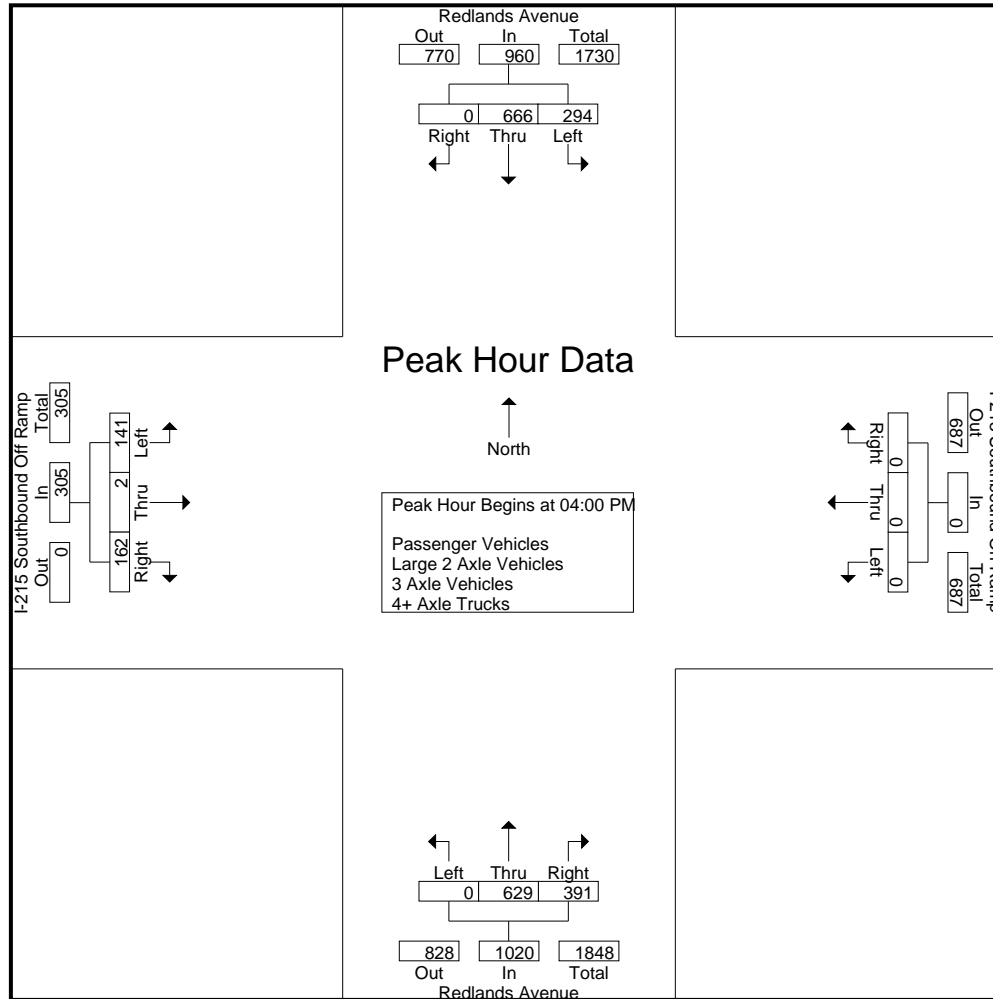 Redlands Avenue
Out In Total
770 960 1730
0 666 294
Right Thru Left
Peak Hour Data
North
Peak Hour Begins at 04:00 PM
Passenger Vehicles
Large 2 Axle Vehicles
3 Axle Vehicles
4+ Axle Trucks
I-215 Southbound Off Ramp
Out In Total
0 305 305
162 2 141
Right Thru Left
Out In Total
687 0 687
0 0 0
Right Thru Left
Left Thru Right
0 629 391
828 1020 1848
Out In Total
Redlands Avenue